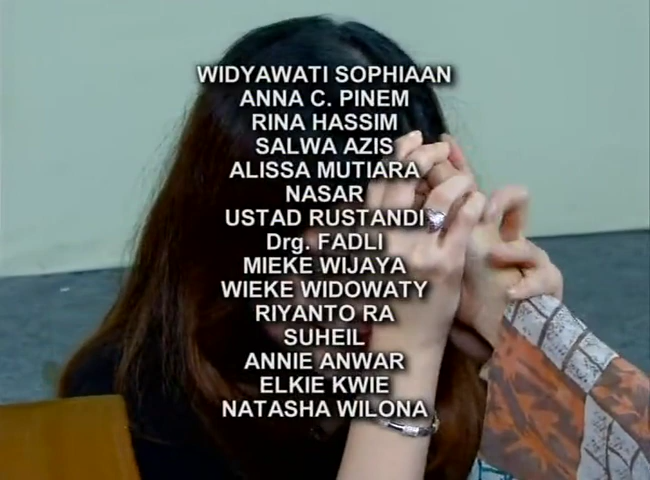 WIDYAWATI SOPHIAAN
ANNA C. PINEM
RINA HASSIM
SALWA AZIS
ALISSA MUTIARA
NASAR
USTAD RUSTANDI
Drg. FADLI
MIEKE WIJAYA
WIEKE WIDOWATY
RIYANTO RA
SUHEIL
ANNIE ANWAR
ELKIE KWIE
NATASHA WILONA